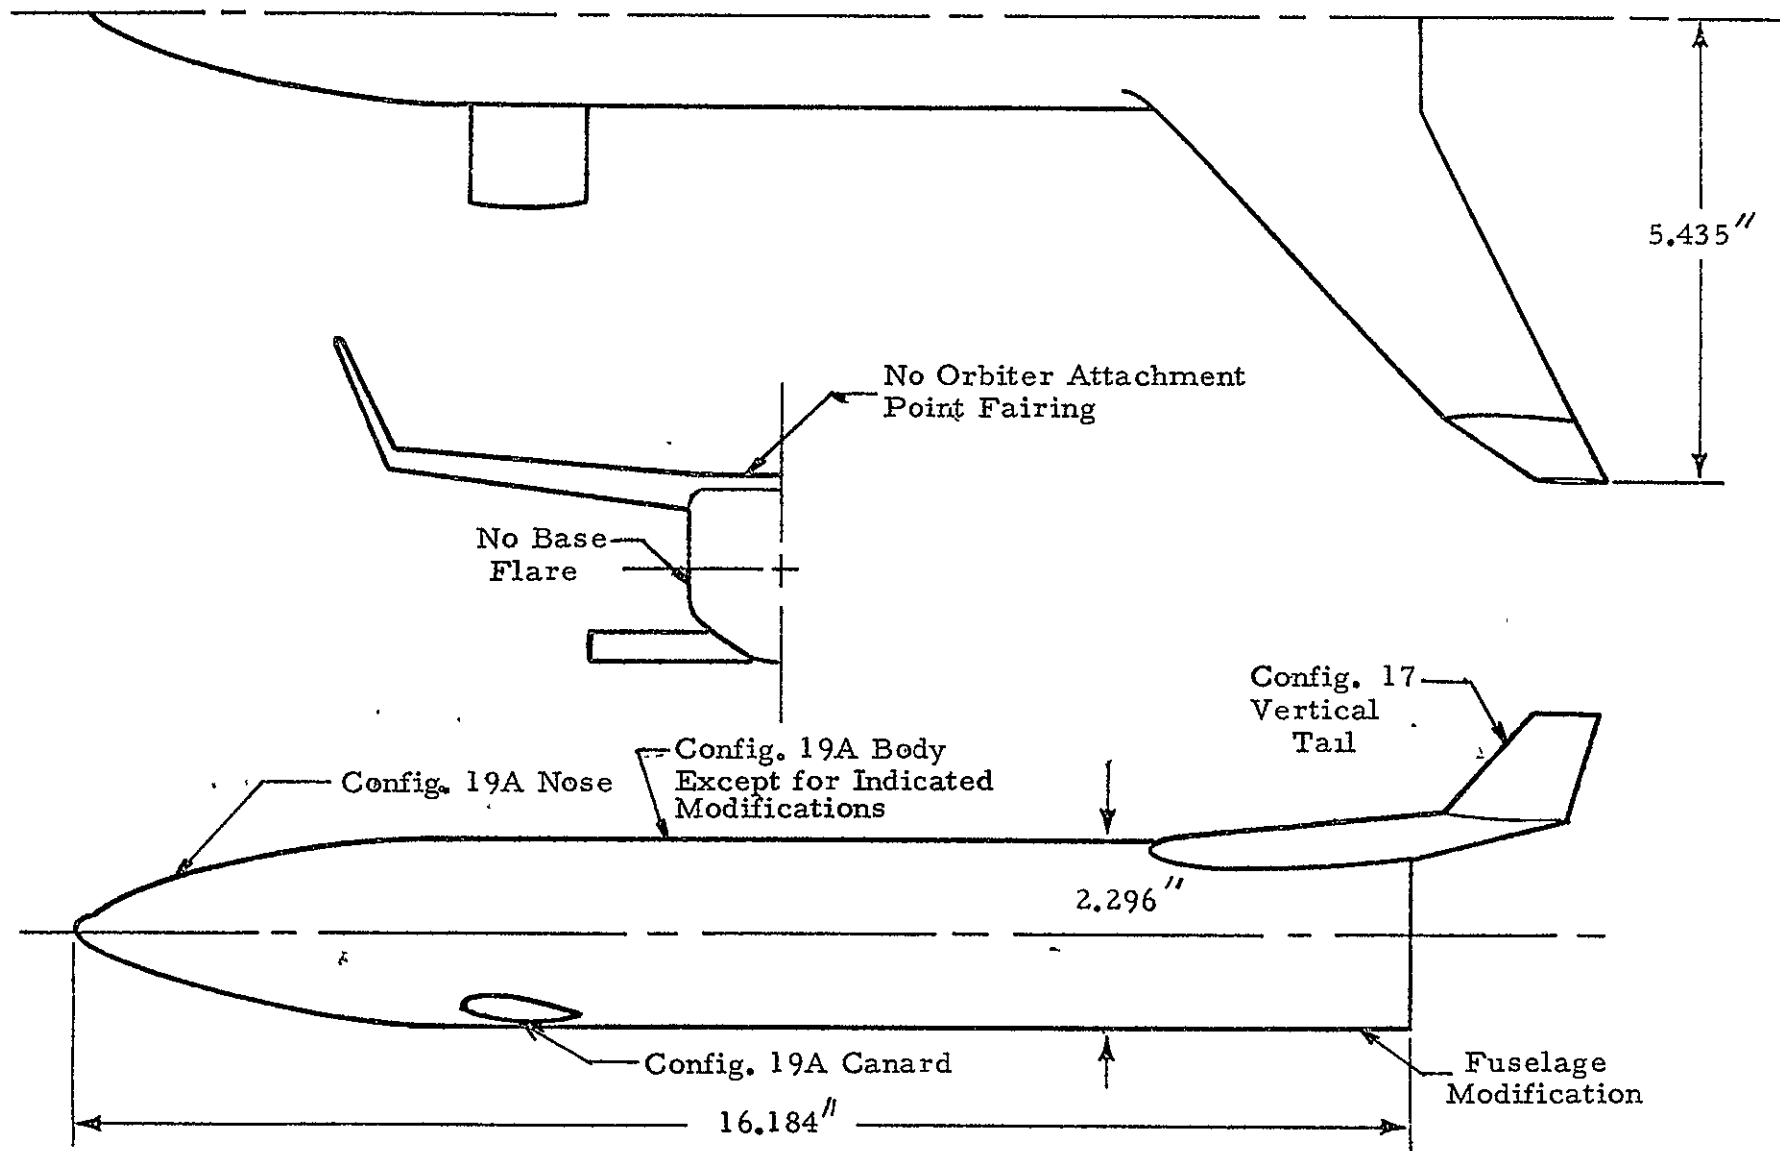 5.435"
No Orbiter Attachment
Point Fairing
No Base
Flare
Config. 17
Vertical
Tail
Config. 19A Nose
Config. 19A Body
Except for Indicated
Modifications
2.296"
Config. 19A Canard
Fuselage
Modification
16.184"